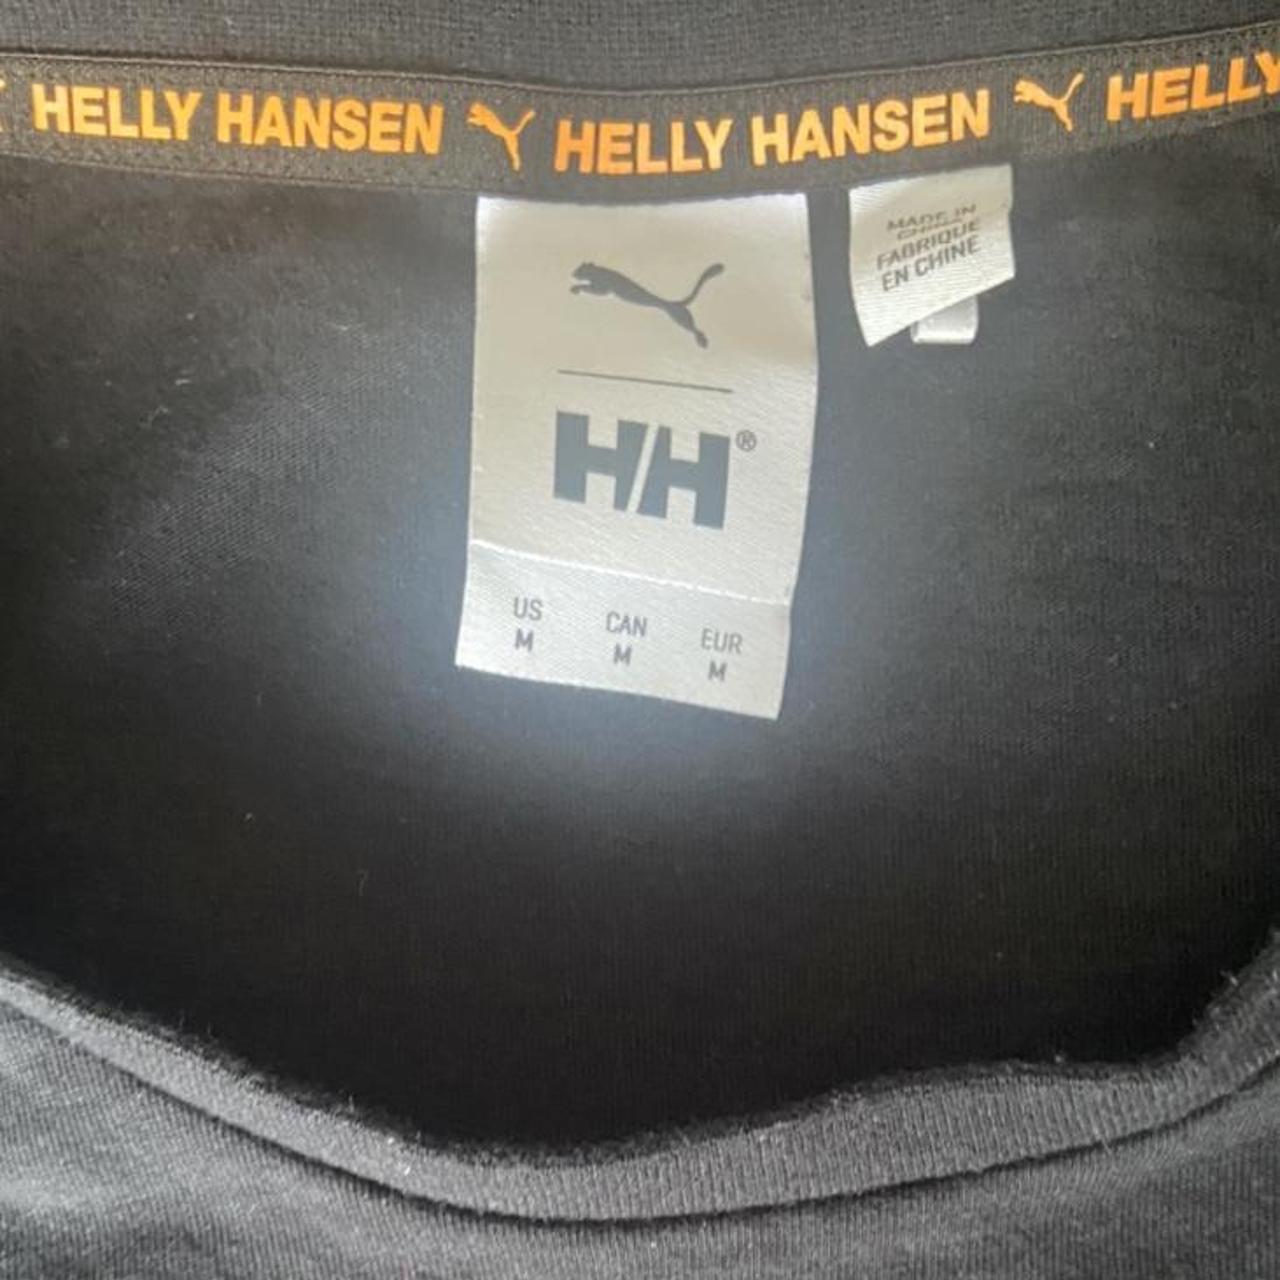 HELLY HANSEN HELLY HANSEN HELLY
MADE IN
CHINA
FABRIQUE
EN CHINE
H/H®
US CAN EUR
M M M